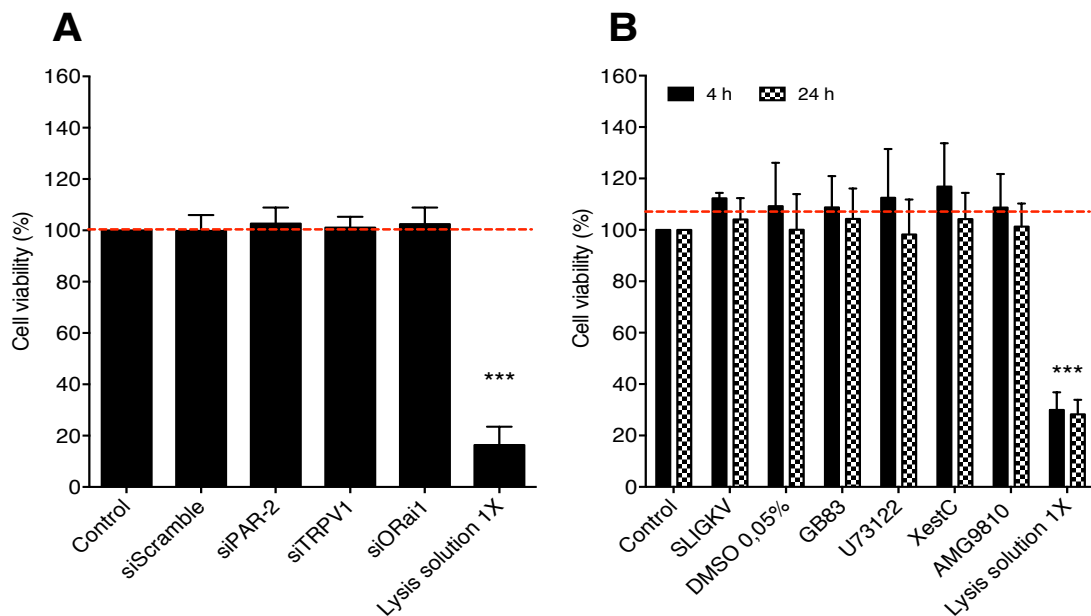 A
Cell viability (%)
160
140
120
100
80
60
40
20
0
***
Control
siScramble
siPAR-2
siTRPV1
siORai1
Lysis solution 1X
B
Cell viability (%)
160
140
120
100
80
60
40
20
0
4 h
24 h
***
Control
SLIGKV
DMSO 0,05%
GB83
U73122
XestC
AMG9810
Lysis solution 1X